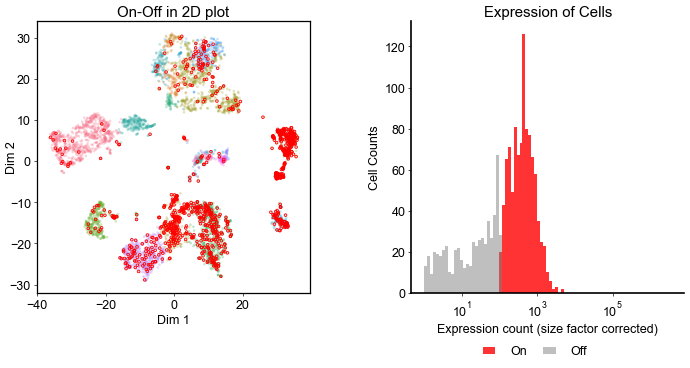 On-Off in 2D plot
Dim 2
30
20
10
0
−10
−20
−30
−40
−20
0
20
Dim 1
Expression of Cells
Cell Counts
120
100
80
60
40
20
0
10^1
10^3
10^5
Expression count (size factor corrected)
On
Off